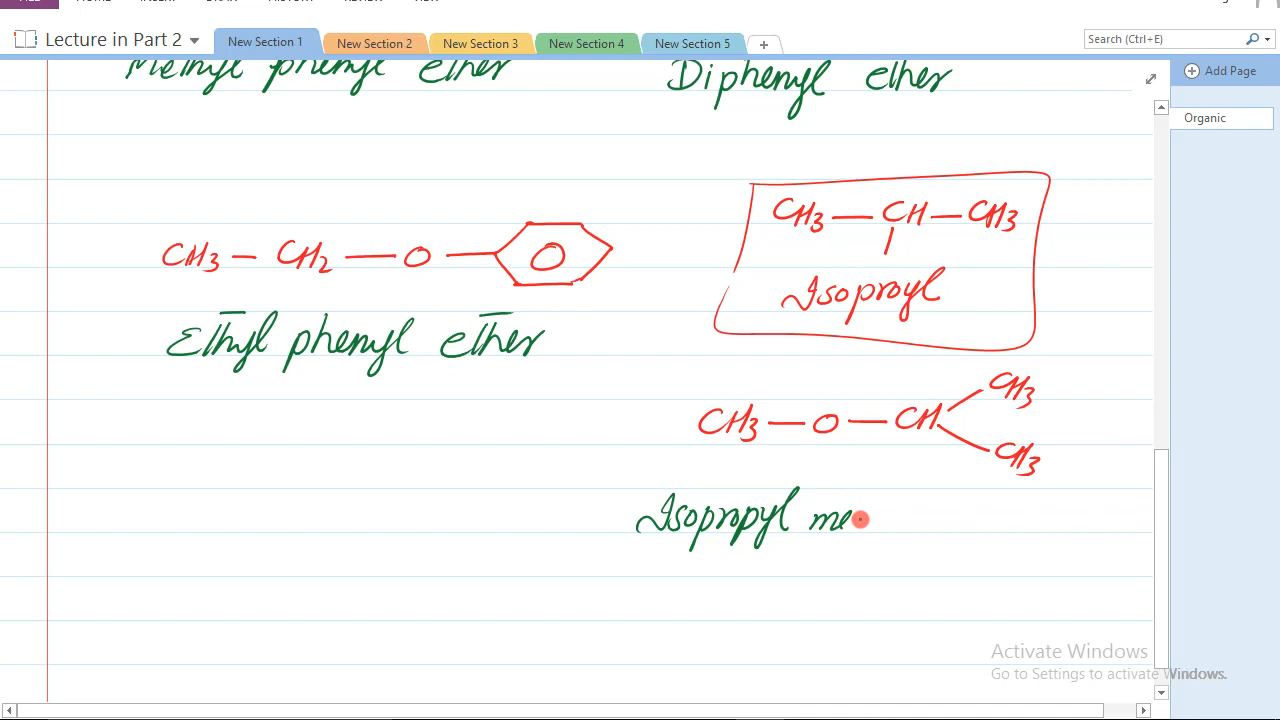 Lecture in Part 2
New Section 1
New Section 2
New Section 3
New Section 4
New Section 5
Search (Ctrl+E)
Add Page
Organic
Methyl phenyl ether
Diphenyl ether
CH3 — CH — CH3
Isoproyl
CH3 — CH2 — O — O
Ethyl phenyl ether
CH3 — O — CH
CH3
CH3
Isopropyl me
Activate Windows
Go to Settings to activate Windows.